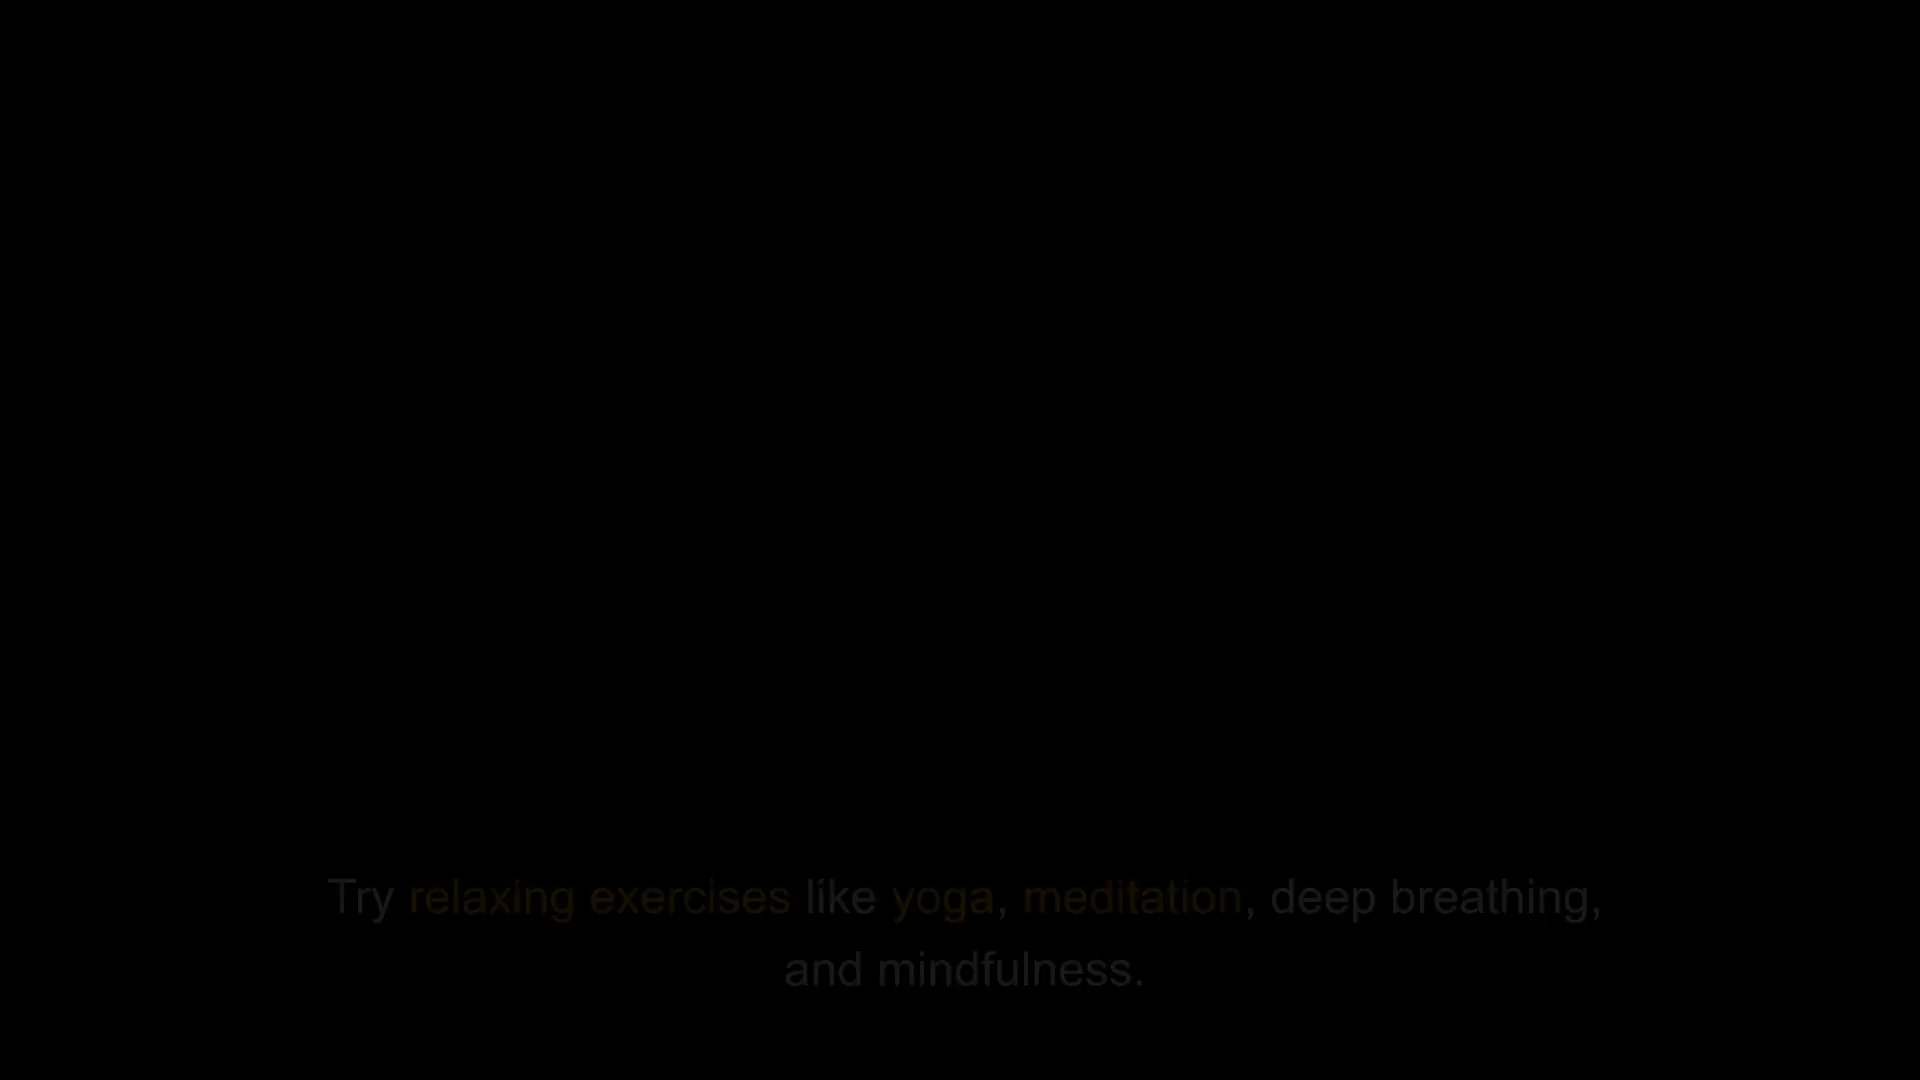 Try relaxing exercises like yoga, meditation, deep breathing,
and mindfulness.